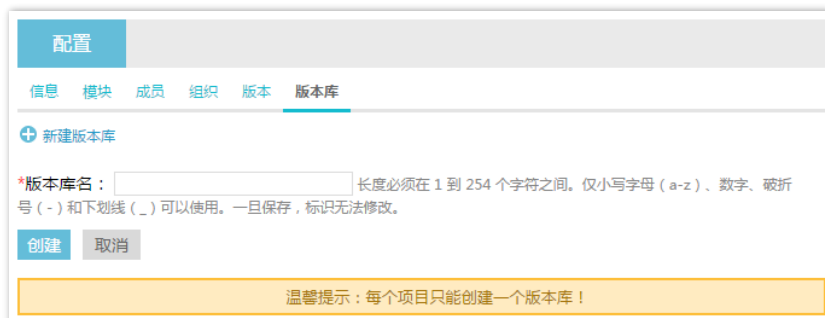 配置
信息 模块 成员 组织 版本 版本库
新建版本库
*版本库名： 长度必须在 1 到 254 个字符之间。仅小写字母（a-z）、数字、破折
号（-）和下划线（_）可以使用。一旦保存，标识无法修改。
创建 取消
温馨提示：每个项目只能创建一个版本库！